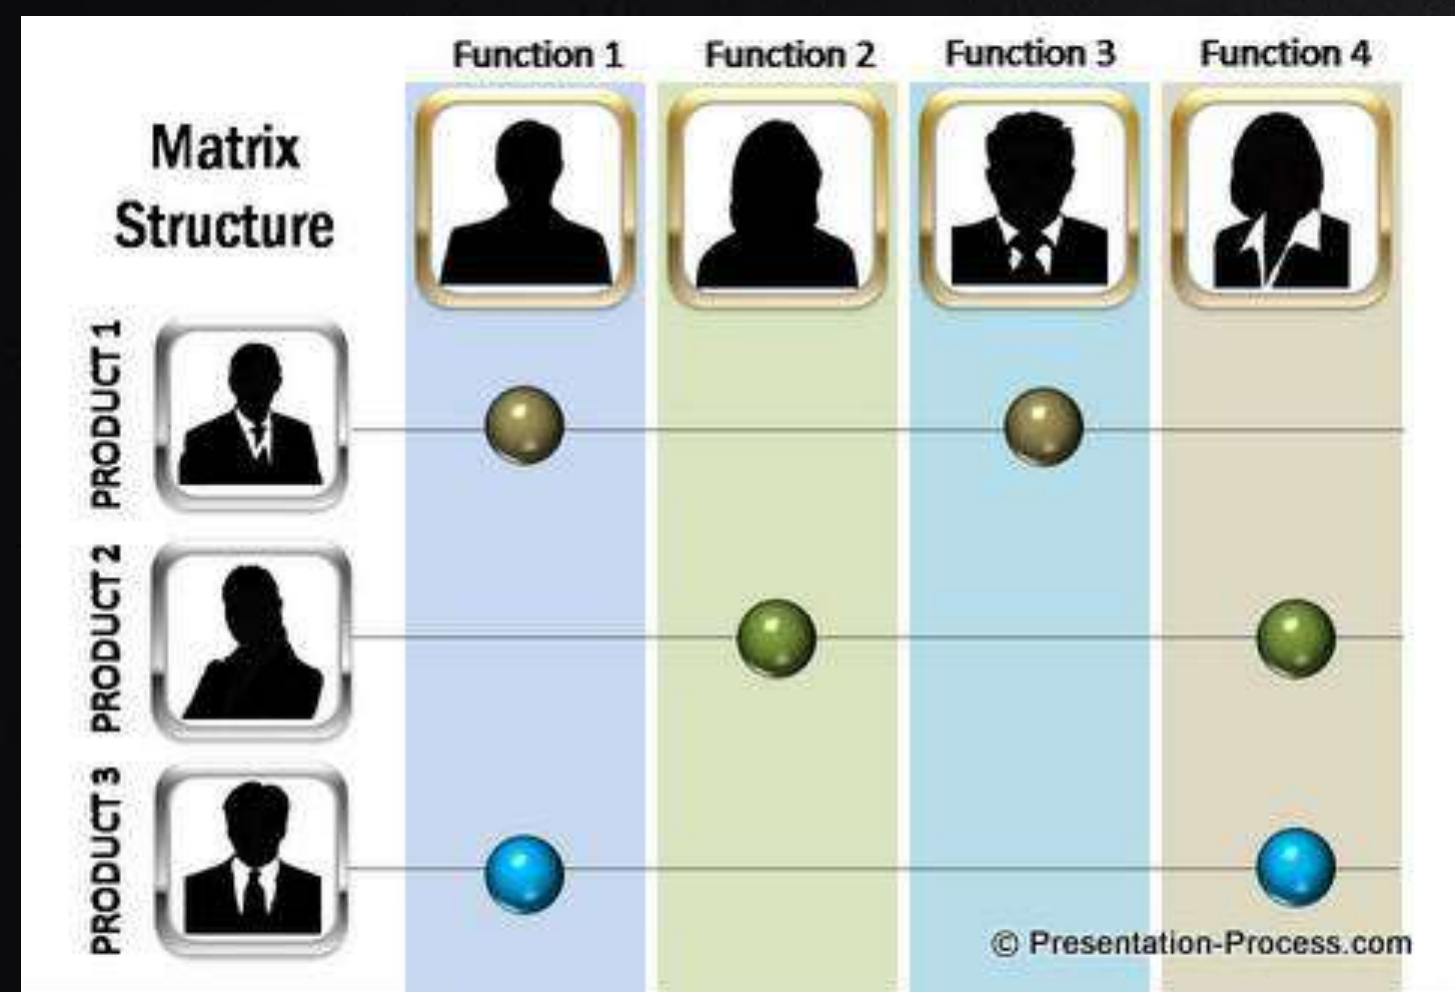 Function 1
Function 2
Function 3
Function 4
Matrix
Structure
PRODUCT 1
PRODUCT 2
PRODUCT 3
© Presentation-Process.com